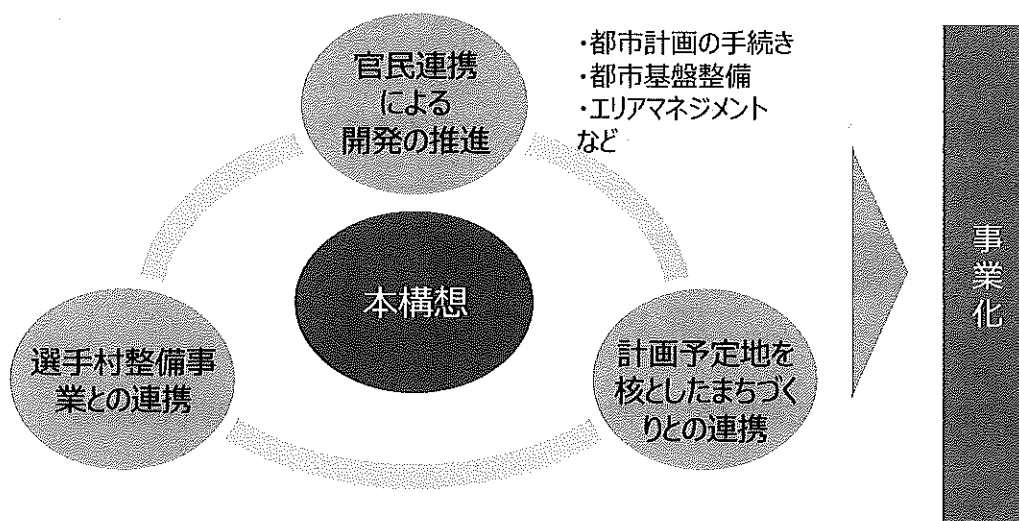 官民連携
による
開発の推進
・都市計画の手続き
・都市基盤整備
・エリアマネジメント
など
本構想
選手村整備事
業との連携
計画予定地を
核としたまちづく
りとの連携
事業化